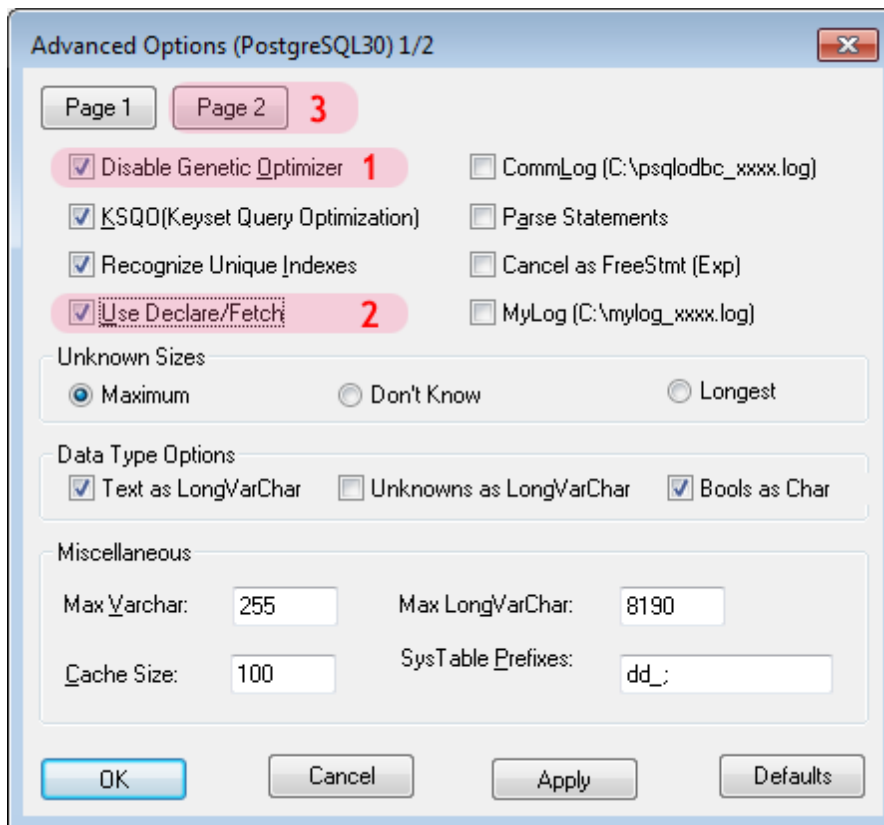 Advanced Options (PostgreSQL30) 1/2
Page 1 Page 2 3
Disable Genetic Optimizer 1 CommLog (C:\psqlodbc_xxxx.log)
KSQO(Keyset Query Optimization) Parse Statements
Recognize Unique Indexes Cancel as FreeStmt (Exp)
Use Declare/Fetch 2 MyLog (C:\mylog_xxxx.log)
Unknown Sizes
Maximum Don't Know Longest
Data Type Options
Text as LongVarChar Unknowns as LongVarChar Bools as Char
Miscellaneous
Max Varchar: 255 Max LongVarChar: 8190
Cache Size: 100 SysTable Prefixes: dd_;
OK Cancel Apply Defaults